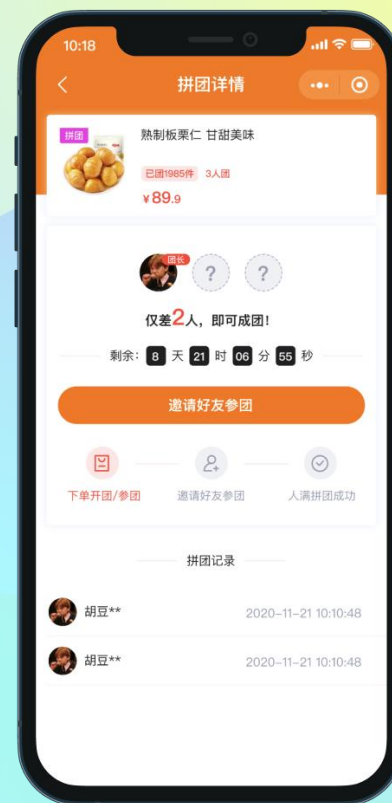 10:18
拼团详情
拼团
熟制板栗仁 甘甜美味
已团1985件 3人团
¥89.9
团长
? ?
仅差2人，即可成团！
剩余: 8 天 21 时 06 分 55 秒
邀请好友参团
下单开团/参团 邀请好友参团 人满拼团成功
拼团记录
胡豆** 2020-11-21 10:10:48
胡豆** 2020-11-21 10:10:48